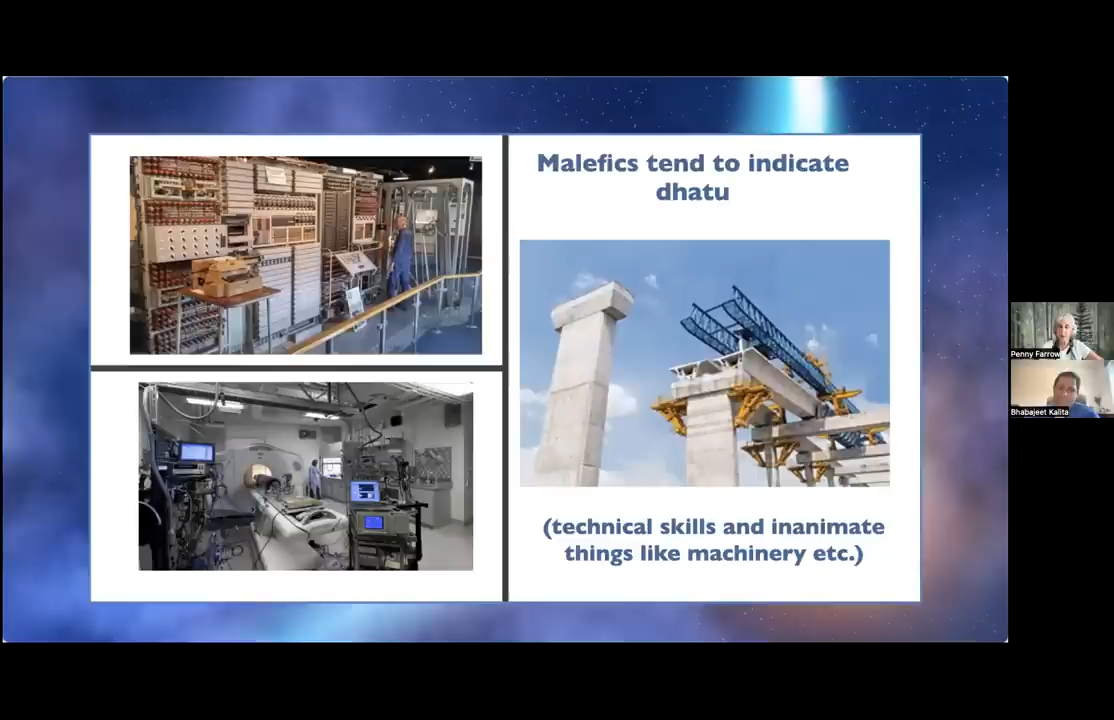 Malefics tend to indicate
dhatu
(technical skills and inanimate
things like machinery etc.)
Penny Farrow
Bhabajeet Kalita